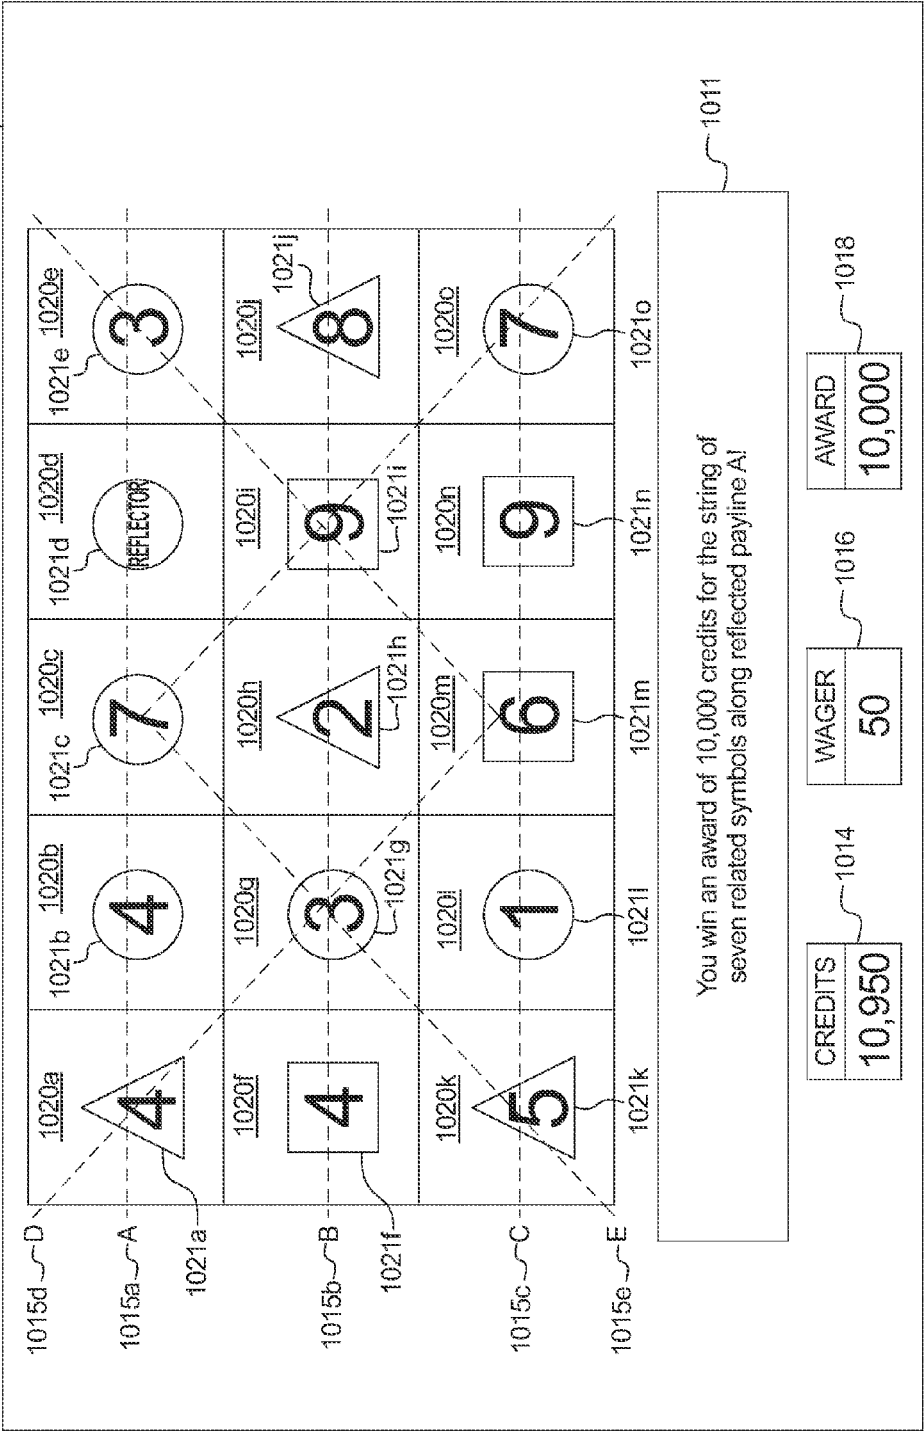 1015d D
1015a A
1021a
1015b B
1021f
1015c C
1015e E
1020a
4
1020b
1021b
4
1020c
1021c
7
1020d
1021d
REFLECTOR
1020e
1021e
3
1020f
4
1020g
3
1021g
1020h
2
1021h
1020i
9
1021i
1020j
1021j
8
1020k
5
1021k
1020l
1
1021l
1020m
6
1021m
1020n
9
1021n
1020o
7
1021o
You win an award of 10,000 credits for the string of
seven related symbols along reflected payline A!
1011
CREDITS
10,950
1014
WAGER
50
1016
AWARD
10,000
1018